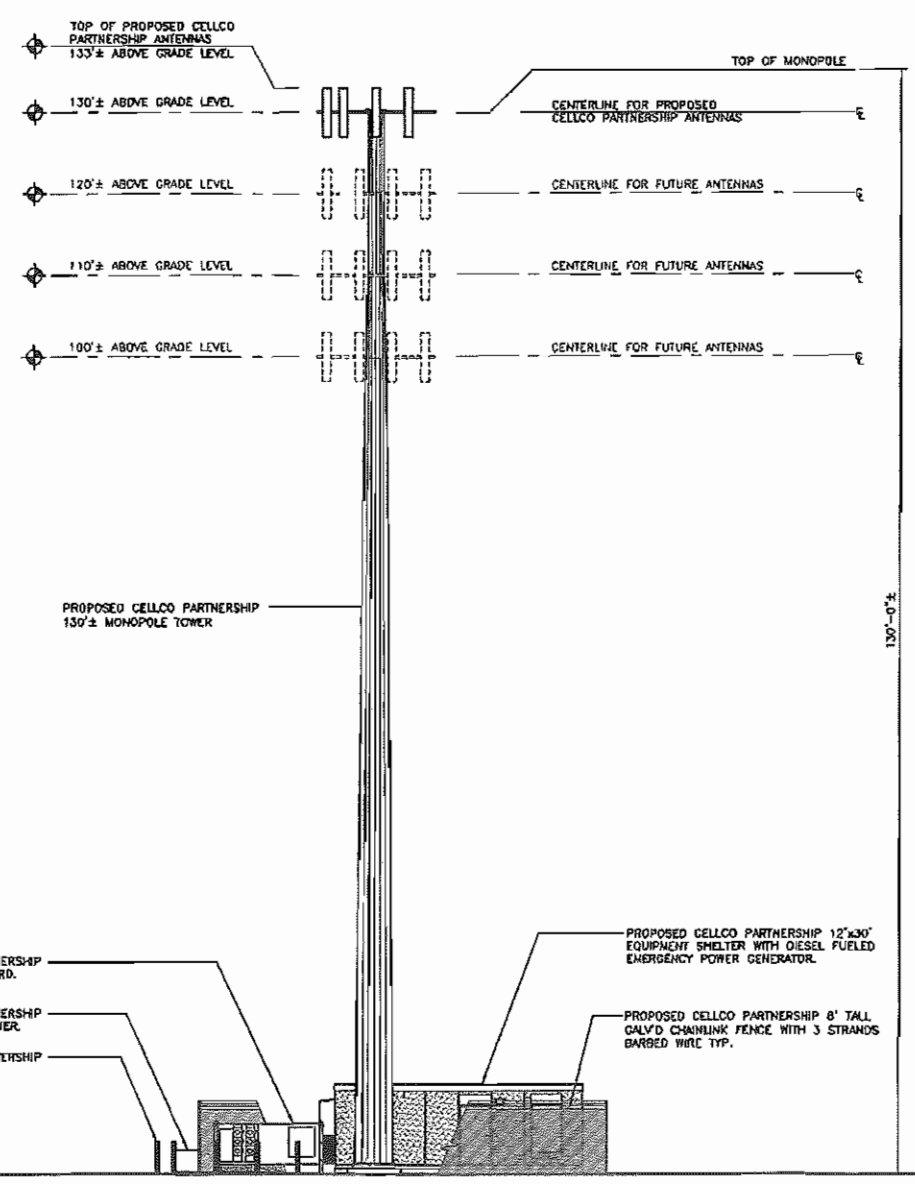 TOP OF PROPOSED CELLCO
PARTNERSHIP ANTENNAS
133'± ABOVE GRADE LEVEL
TOP OF MONOPOLE
130'± ABOVE GRADE LEVEL
CENTERLINE FOR PROPOSED
CELLCO PARTNERSHIP ANTENNAS
120'± ABOVE GRADE LEVEL
CENTERLINE FOR FUTURE ANTENNAS
110'± ABOVE GRADE LEVEL
CENTERLINE FOR FUTURE ANTENNAS
100'± ABOVE GRADE LEVEL
CENTERLINE FOR FUTURE ANTENNAS
PROPOSED CELLCO PARTNERSHIP
130'± MONOPOLE TOWER
130'-0"±
PROPOSED CELLCO PARTNERSHIP 12'x30'
EQUIPMENT SHELTER WITH DIESEL FUELED
EMERGENCY POWER GENERATOR.
PROPOSED CELLCO PARTNERSHIP 8' TALL
GALV'D CHAINLINK FENCE WITH 3 STRANDS
BARBED WIRE TYP.